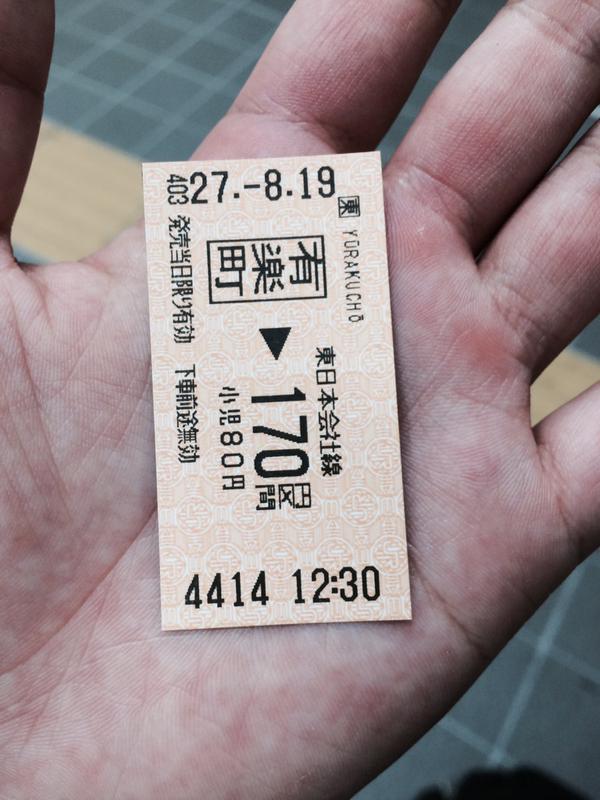 27.-8.19
東 YŪRAKUCHŌ
有楽町
▶
東日本会社線
170円区間
小児80円
403 発売当日限り有効 下車前途無効
4414 12:30